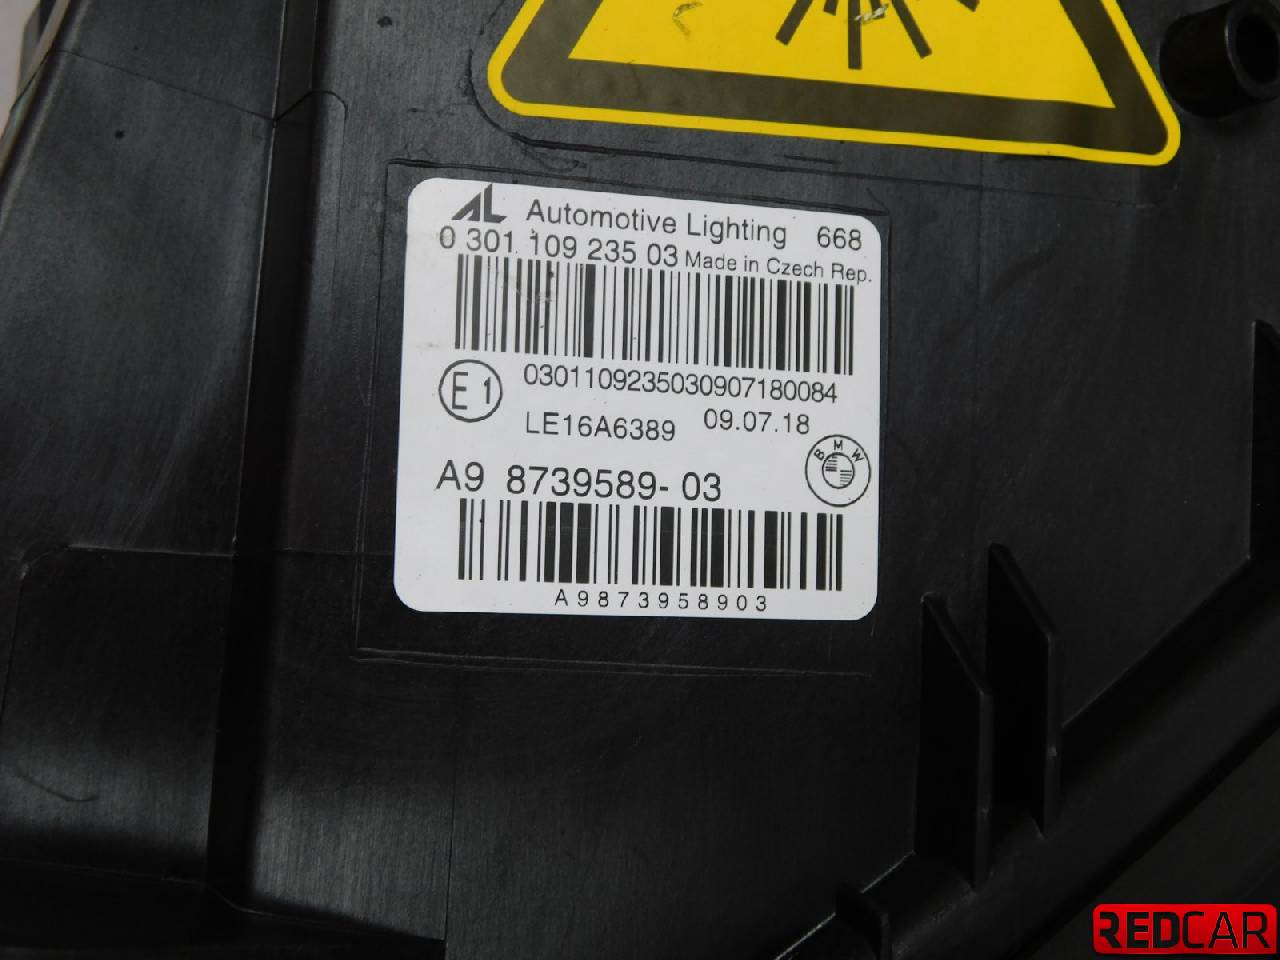 AL Automotive Lighting 668
0 301 109 235 03 Made in Czech Rep.
E1
0301109235030907180084
LE16A6389 09.07.18
BMW
A9 8739589- 03
A9873958903
REDCAR